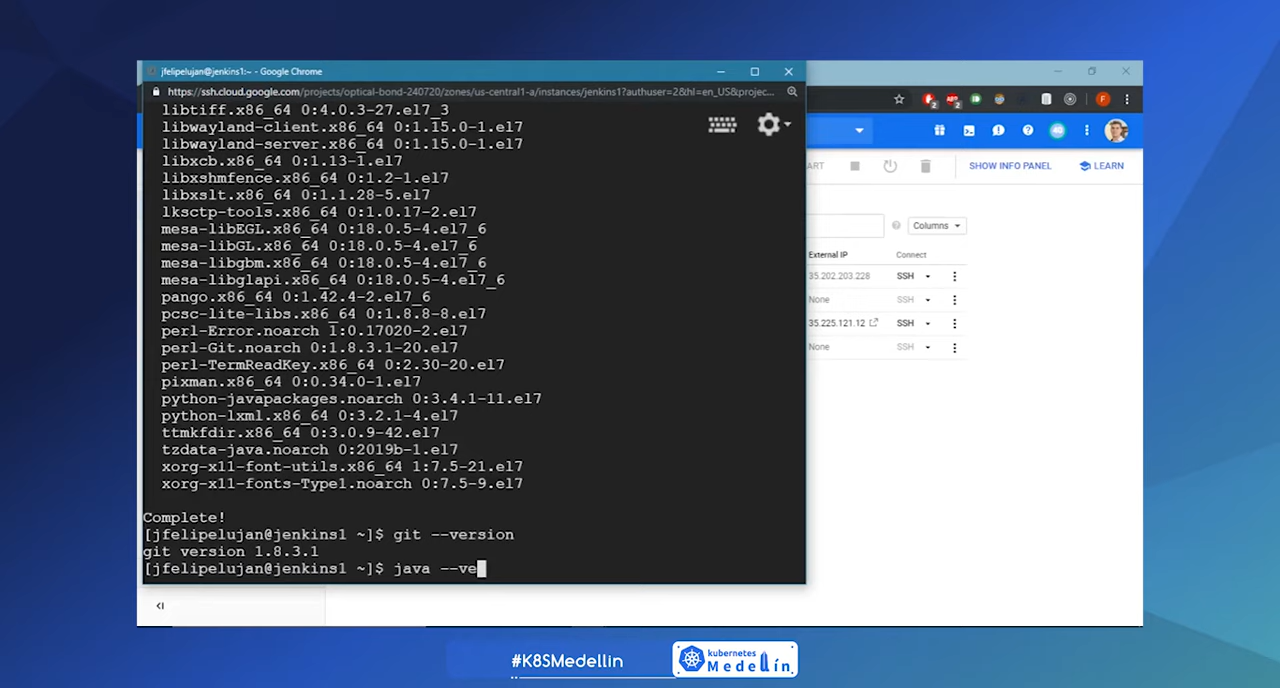 jfelipelujan@jenkins1:~ - Google Chrome
https://ssh.cloud.google.com/projects/optical-bond-240720/zones/us-central1-a/instances/jenkins1?authuser=2&hl=en_US&projec...
libtiff.x86_64 0:4.0.3-27.el7_3
libwayland-client.x86_64 0:1.15.0-1.el7
libwayland-server.x86_64 0:1.15.0-1.el7
libxcb.x86_64 0:1.13-1.el7
libxshmfence.x86_64 0:1.2-1.el7
libxslt.x86_64 0:1.1.28-5.el7
lksctp-tools.x86_64 0:1.0.17-2.el7
mesa-libEGL.x86_64 0:18.0.5-4.el7_6
mesa-libGL.x86_64 0:18.0.5-4.el7_6
mesa-libgbm.x86_64 0:18.0.5-4.el7_6
mesa-libglapi.x86_64 0:18.0.5-4.el7_6
pango.x86_64 0:1.42.4-2.el7_6
pcsc-lite-libs.x86_64 0:1.8.8-8.el7
perl-Error.noarch 1:0.17020-2.el7
perl-Git.noarch 0:1.8.3.1-20.el7
perl-TermReadKey.x86_64 0:2.30-20.el7
pixman.x86_64 0:0.34.0-1.el7
python-javapackages.noarch 0:3.4.1-11.el7
python-lxml.x86_64 0:3.2.1-4.el7
ttmkfdir.x86_64 0:3.0.9-42.el7
tzdata-java.noarch 0:2019b-1.el7
xorg-x11-font-utils.x86_64 1:7.5-21.el7
xorg-x11-fonts-Type1.noarch 0:7.5-9.el7
Complete!
[jfelipelujan@jenkins1 ~]$ git --version
git version 1.8.3.1
[jfelipelujan@jenkins1 ~]$ java --ve
ART
SHOW INFO PANEL
LEARN
Columns
External IP Connect
35.202.203.228 SSH
None SSH
35.225.121.12 SSH
None SSH
#K8SMedellin
kubernetes
Medellín